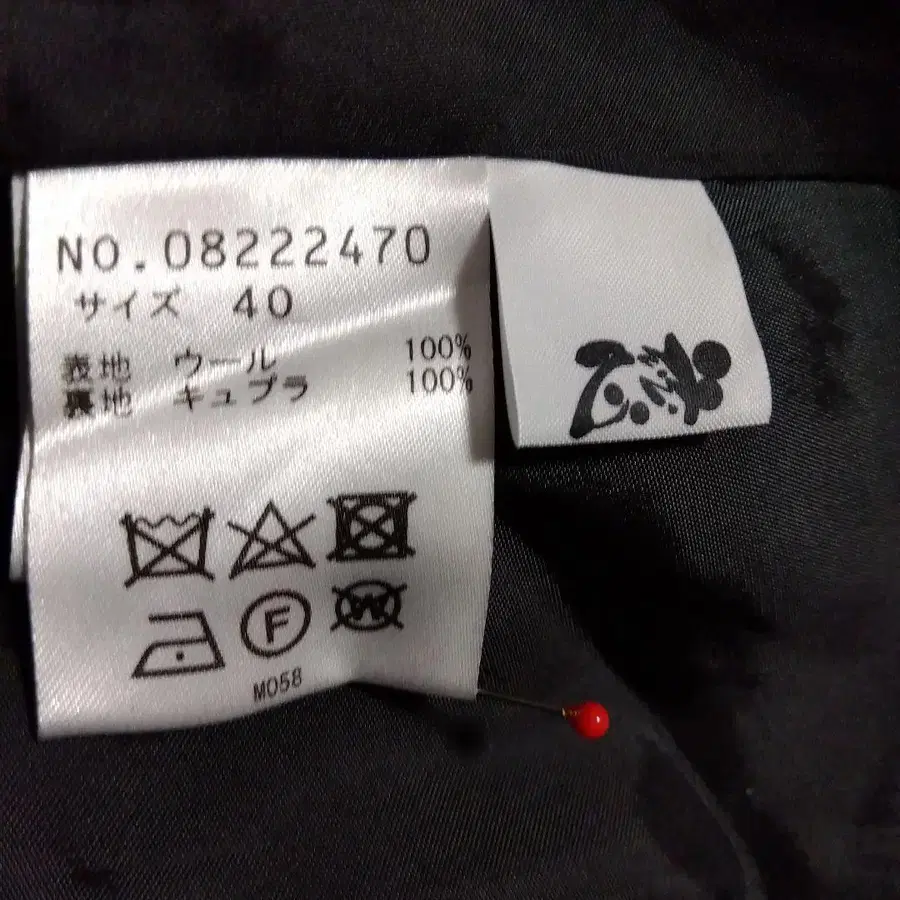 NO.08222470
サイズ 40
表地 ウール 100%
裏地 キュプラ 100%
F
W
M058